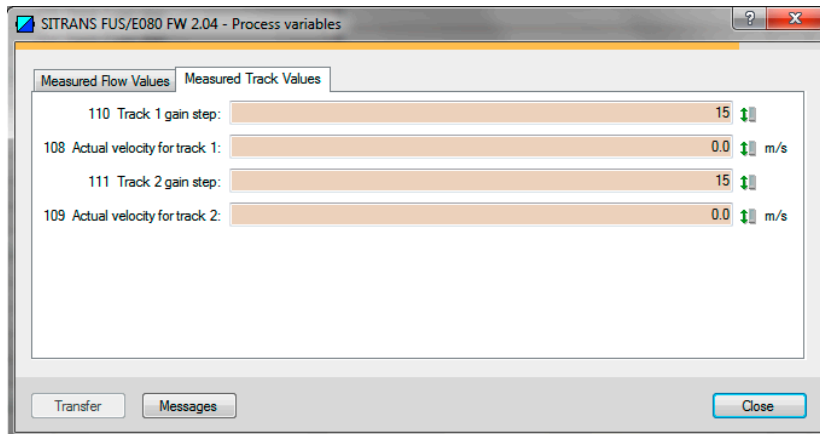 SITRANS FUS/E080 FW 2.04 - Process variables
?
Measured Flow Values Measured Track Values
110 Track 1 gain step: 15
108 Actual velocity for track 1: 0.0 m/s
111 Track 2 gain step: 15
109 Actual velocity for track 2: 0.0 m/s
Transfer Messages Close